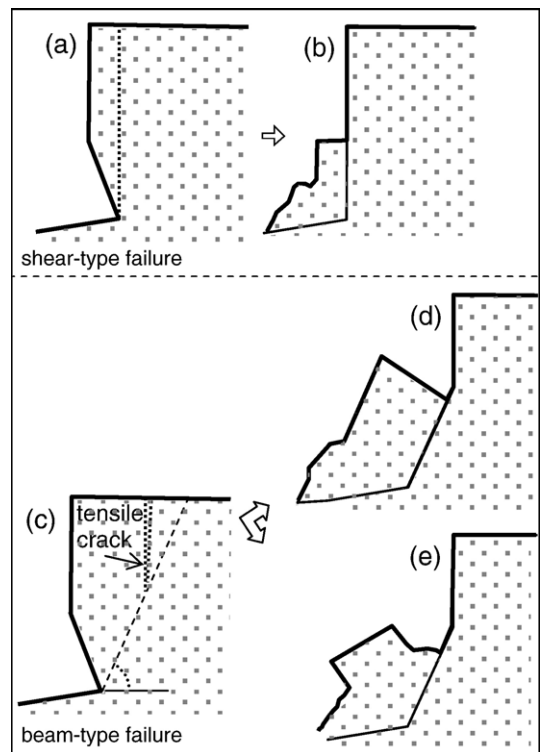 (a)
(b)
shear-type failure
(d)
(c)
tensile
crack
(e)
beam-type failure